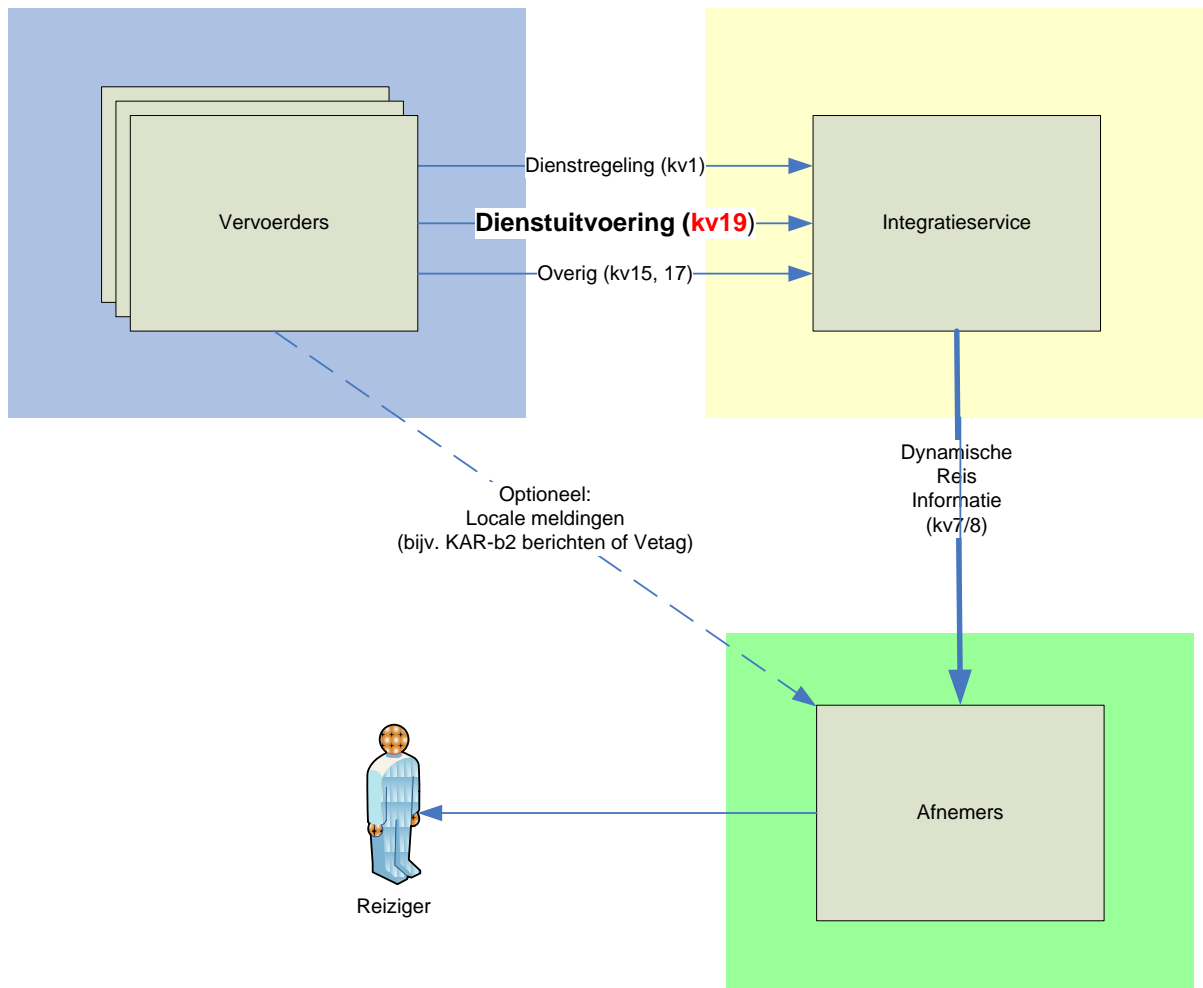 Vervoerders
Dienstregeling (kv1)
Dienstuitvoering (kv19)
Overig (kv15, 17)
Integratieservice
Dynamische
Reis
Informatie
(kv7/8)
Optioneel:
Locale meldingen
(bijv. KAR-b2 berichten of Vetag)
Afnemers
Reiziger